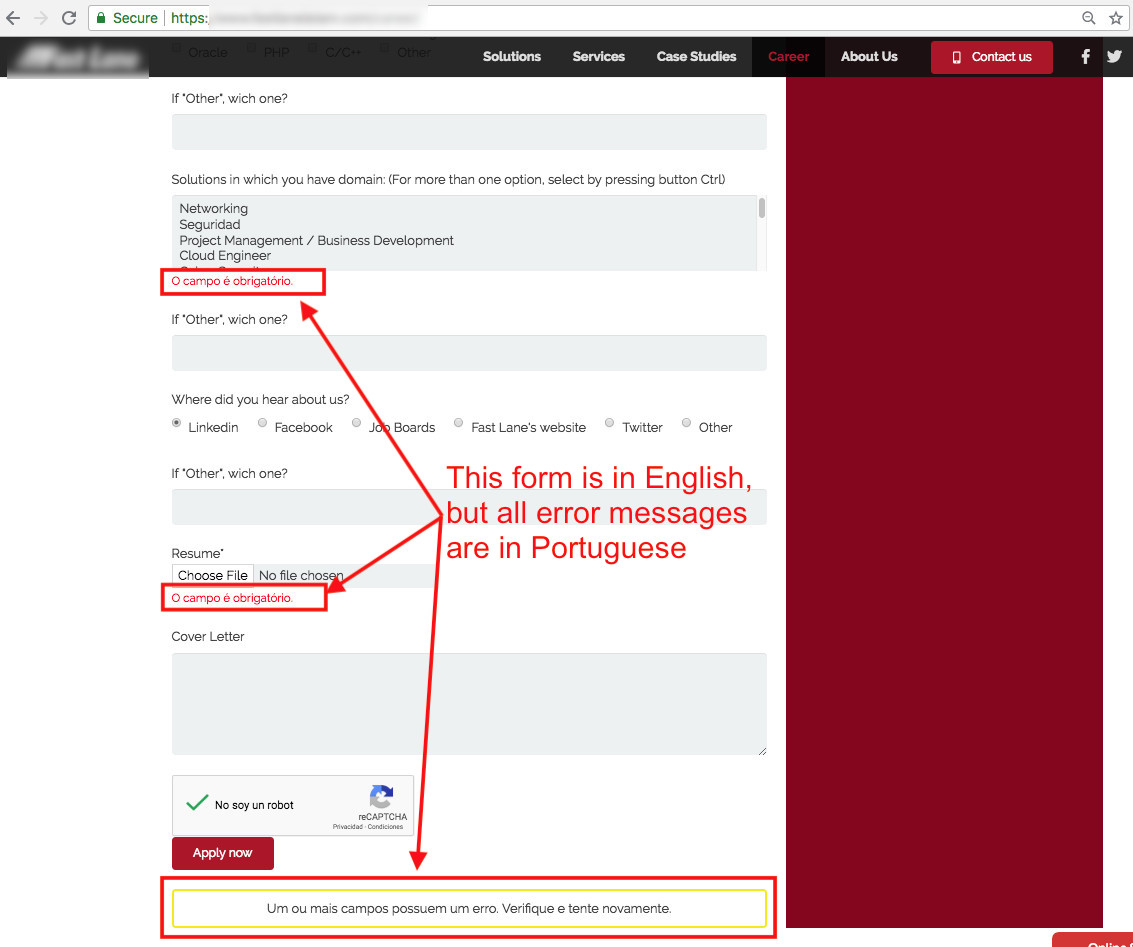 Secure https:
Oracle PHP C/C++ Other
Solutions Services Case Studies Career About Us Contact us
If "Other", wich one?
Solutions in which you have domain: (For more than one option, select by pressing button Ctrl)
Networking
Seguridad
Project Management / Business Development
Cloud Engineer
O campo é obrigatório.
If "Other", wich one?
Where did you hear about us?
Linkedin Facebook Job Boards Fast Lane's website Twitter Other
If "Other", wich one?
This form is in English,
but all error messages
are in Portuguese
Resume*
Choose File No file chosen
O campo é obrigatório.
Cover Letter
No soy un robot
reCAPTCHA
Privacidad - Condiciones
Apply now
Um ou mais campos possuem um erro. Verifique e tente novamente.